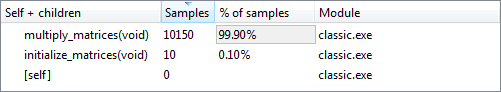 Self + children Samples % of samples Module
multiply_matrices(void) 10150 99.90% classic.exe
initialize_matrices(void) 10 0.10% classic.exe
[self] 0 classic.exe